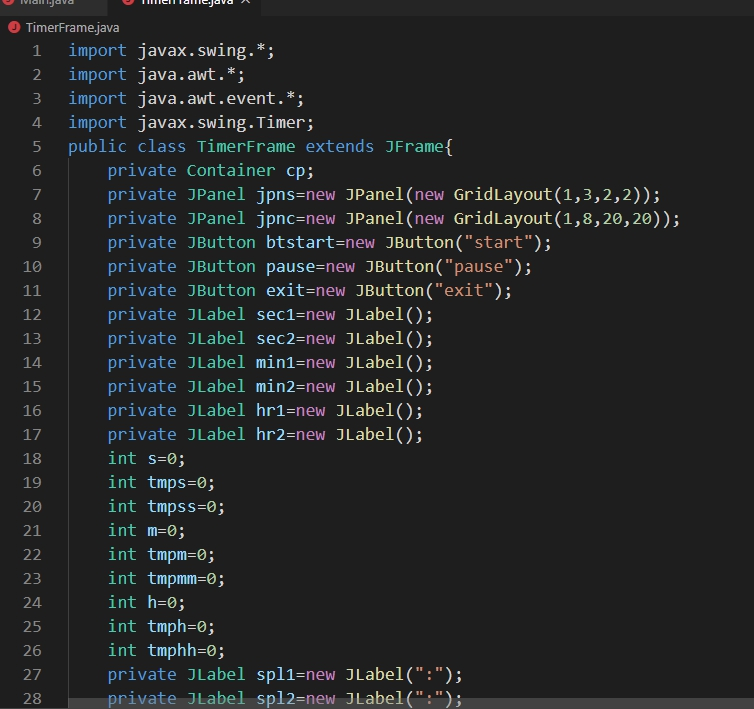 Main.java TimerFrame.java ×
J TimerFrame.java
1 import javax.swing.*;
2 import java.awt.*;
3 import java.awt.event.*;
4 import javax.swing.Timer;
5 public class TimerFrame extends JFrame{
6 private Container cp;
7 private JPanel jpns=new JPanel(new GridLayout(1,3,2,2));
8 private JPanel jpnc=new JPanel(new GridLayout(1,8,20,20));
9 private JButton btstart=new JButton("start");
10 private JButton pause=new JButton("pause");
11 private JButton exit=new JButton("exit");
12 private JLabel sec1=new JLabel();
13 private JLabel sec2=new JLabel();
14 private JLabel min1=new JLabel();
15 private JLabel min2=new JLabel();
16 private JLabel hr1=new JLabel();
17 private JLabel hr2=new JLabel();
18 int s=0;
19 int tmps=0;
20 int tmpss=0;
21 int m=0;
22 int tmpm=0;
23 int tmpmm=0;
24 int h=0;
25 int tmph=0;
26 int tmphh=0;
27 private JLabel spl1=new JLabel(":");
28 private JLabel spl2=new JLabel(":");